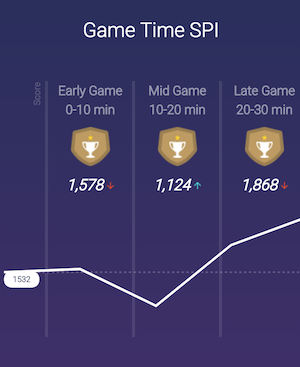 Game Time SPI
Score
Early Game
0-10 min
1,578
Mid Game
10-20 min
1,124
Late Game
20-30 min
1,868
1532